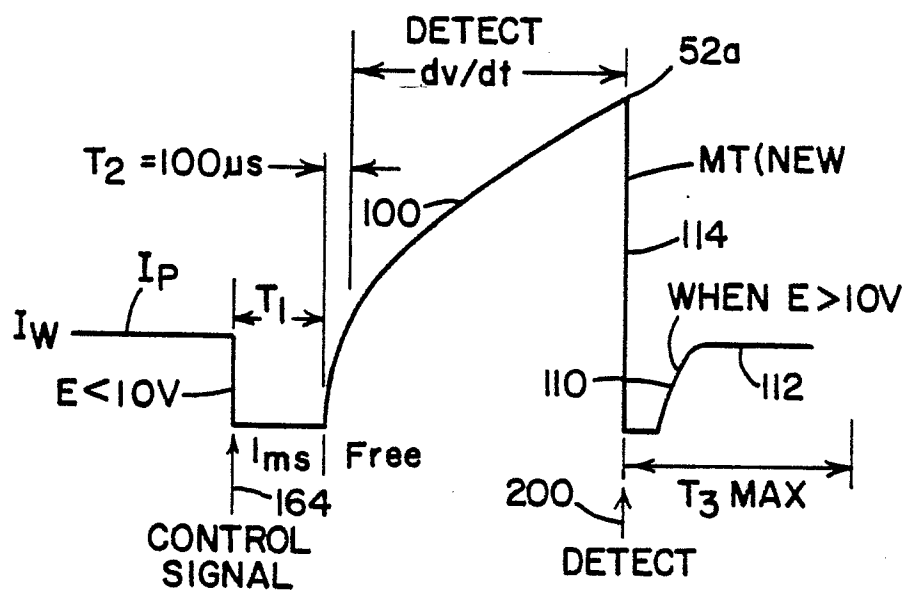 DETECT
dv/dt
52a
T2 =100μs
MT(NEW
100
114
IP
T1
WHEN E>10V
IW
E<10V
110
112
1ms Free
164
200
T3 MAX
CONTROL
SIGNAL
DETECT